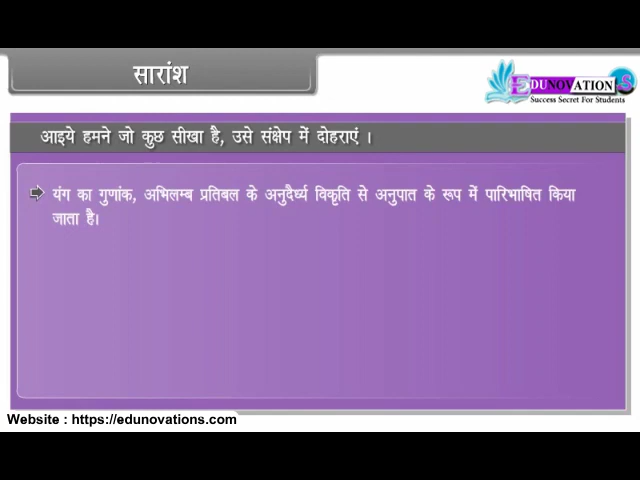 सारांश
EDUNOVATIONS
Success Secret For Students
आइये हमने जो कुछ सीखा है, उसे संक्षेप में दोहराएं ।
यंग का गुणांक, अभिलम्ब प्रतिबल के अनुदैर्ध्य विकृति से अनुपात के रूप में पारिभाषित किया
जाता है।
Website : https://edunovations.com